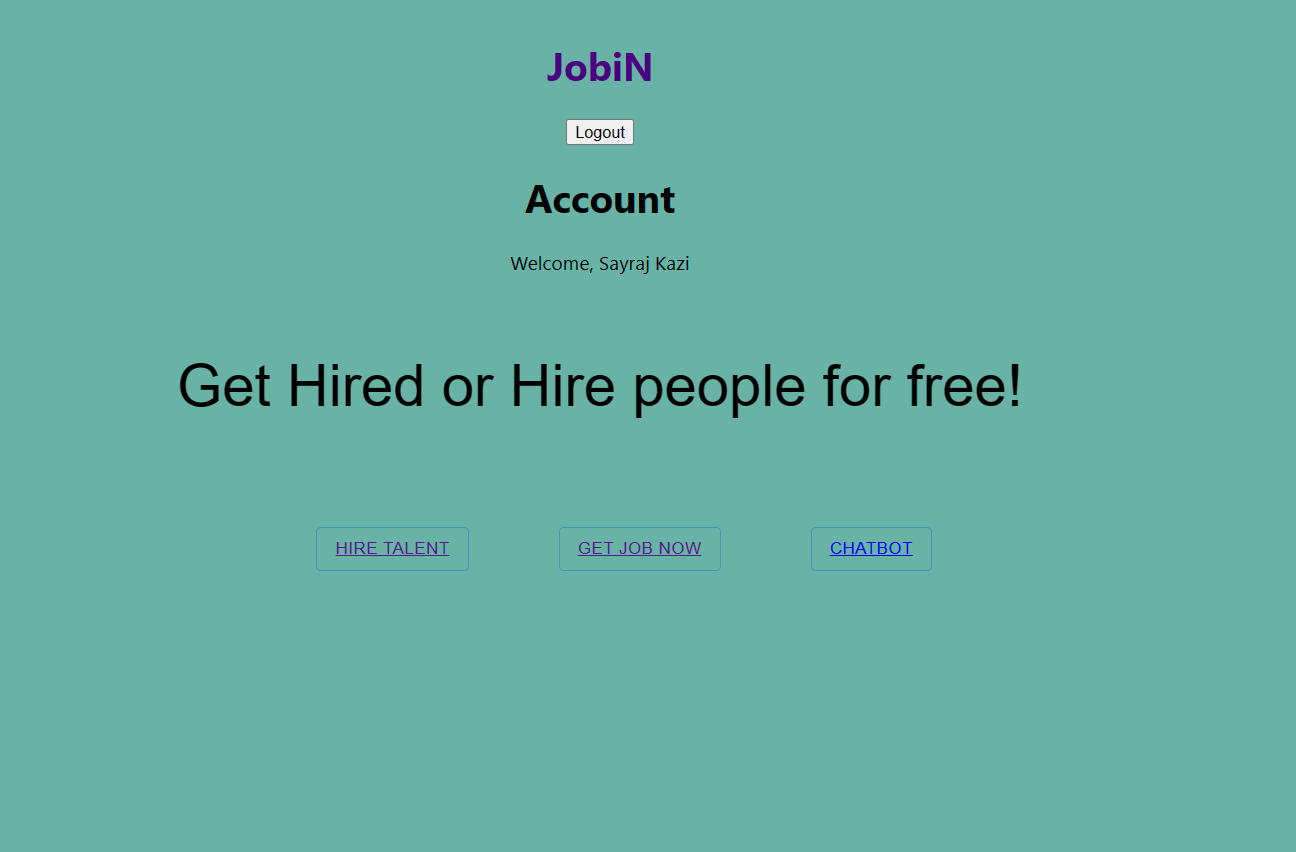 JobiN
Logout
Account
Welcome, Sayraj Kazi
Get Hired or Hire people for free!
HIRE TALENT
GET JOB NOW
CHATBOT